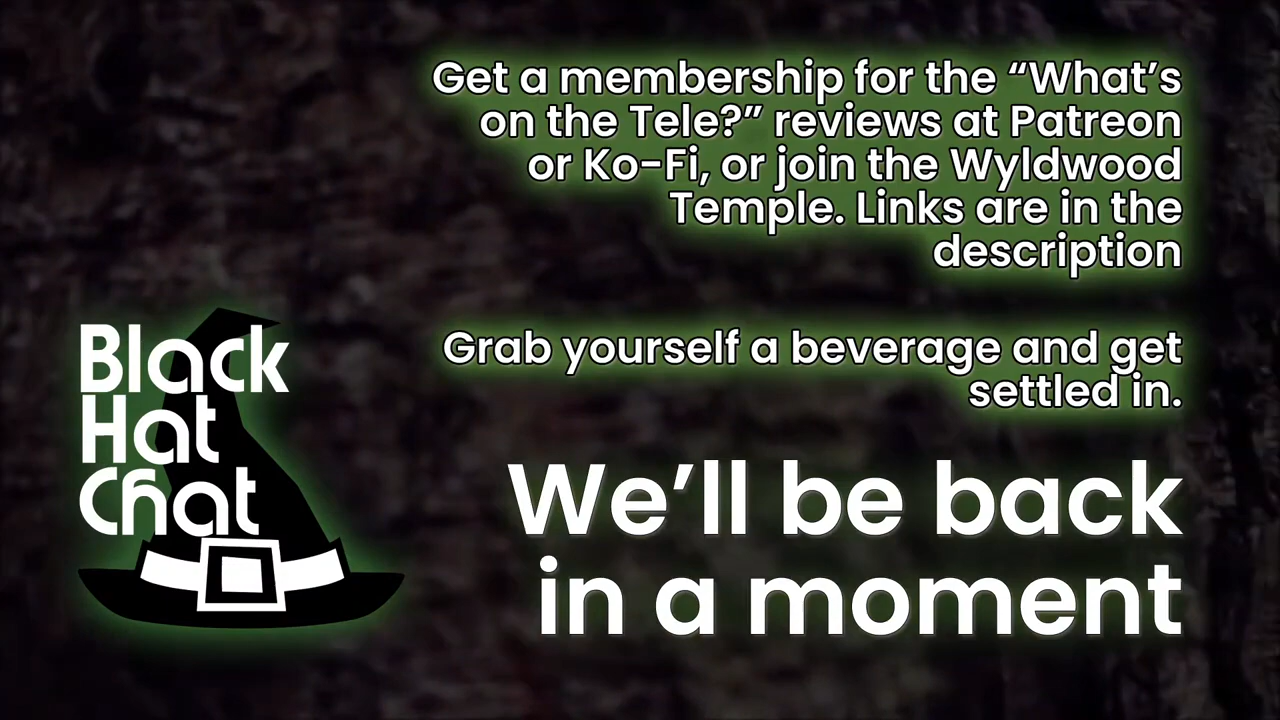 Get a membership for the “What’s
on the Tele?” reviews at Patreon
or Ko-Fi, or join the Wyldwood
Temple. Links are in the
description
Grab yourself a beverage and get
settled in.
Black
Hat
Chat
We’ll be back
in a moment